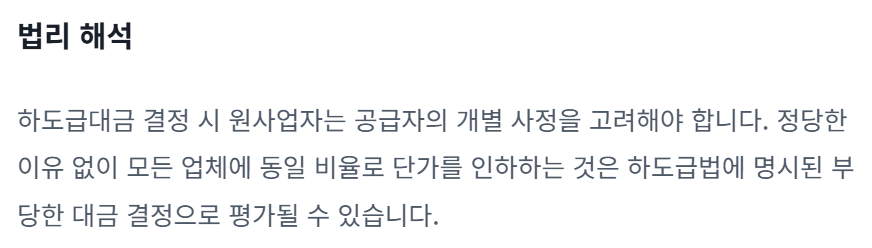 법리 해석
하도급대금 결정 시 원사업자는 공급자의 개별 사정을 고려해야 합니다. 정당한
이유 없이 모든 업체에 동일 비율로 단가를 인하하는 것은 하도급법에 명시된 부
당한 대금 결정으로 평가될 수 있습니다.